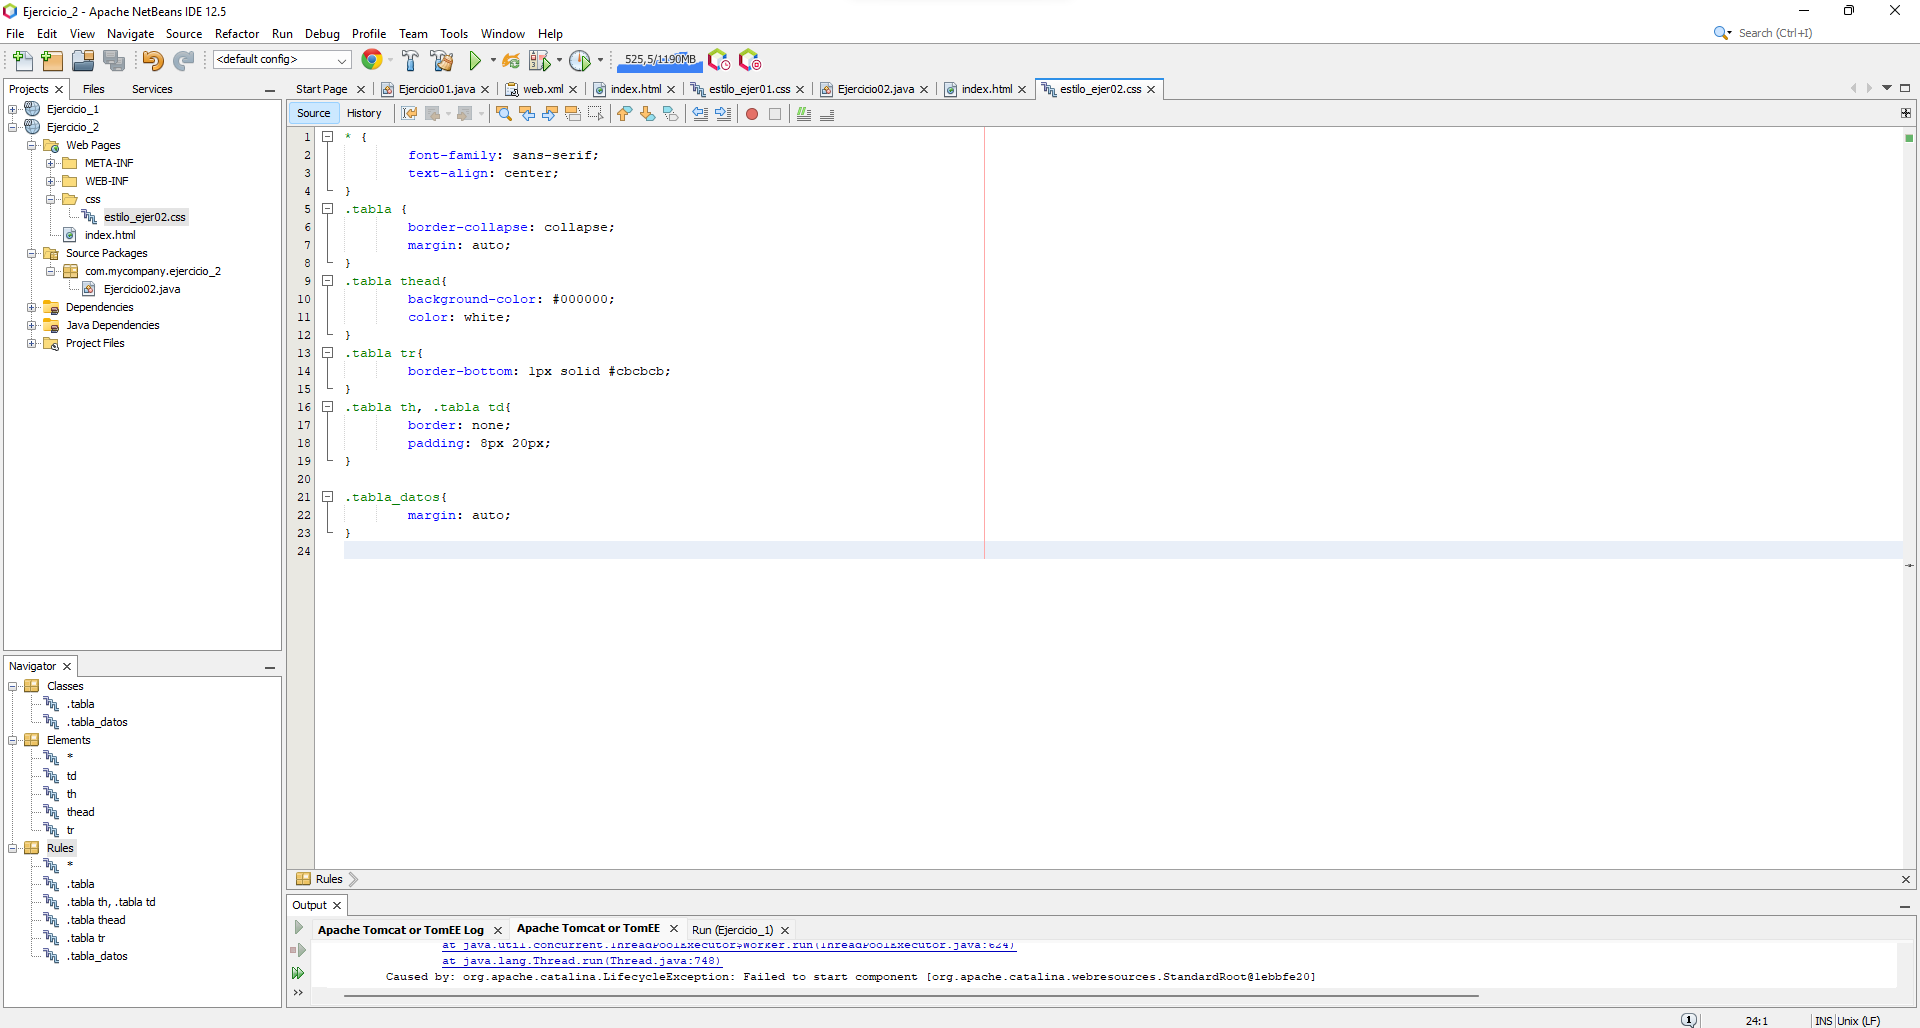 Ejercicio_2 - Apache NetBeans IDE 12.5
File Edit View Navigate Source Refactor Run Debug Profile Team Tools Window Help
Search (Ctrl+I)
<default config>
525,5/1190MB
Projects Files Services
Ejercicio_1
Ejercicio_2
Web Pages
META-INF
WEB-INF
css
estilo_ejer02.css
index.html
Source Packages
com.mycompany.ejercicio_2
Ejercicio02.java
Dependencies
Java Dependencies
Project Files
Start Page Ejercicio01.java web.xml index.html estilo_ejer01.css Ejercicio02.java index.html estilo_ejer02.css
Source History
1 * {
2 font-family: sans-serif;
3 text-align: center;
4 }
5 .tabla {
6 border-collapse: collapse;
7 margin: auto;
8 }
9 .tabla thead{
10 background-color: #000000;
11 color: white;
12 }
13 .tabla tr{
14 border-bottom: 1px solid #cbcbcb;
15 }
16 .tabla th, .tabla td{
17 border: none;
18 padding: 8px 20px;
19 }
20
21 .tabla_datos{
22 margin: auto;
23 }
24
Navigator
Classes
.tabla
.tabla_datos
Elements
*
td
th
thead
tr
Rules
*
.tabla
.tabla th, .tabla td
.tabla thead
.tabla tr
.tabla_datos
Rules
Output
Apache Tomcat or TomEE Log Apache Tomcat or TomEE Run (Ejercicio_1)
at java.util.concurrent.ThreadPoolExecutor$Worker.run(ThreadPoolExecutor.java:624)
at java.lang.Thread.run(Thread.java:748)
Caused by: org.apache.catalina.LifecycleException: Failed to start component [org.apache.catalina.webresources.StandardRoot@1ebbfe20]
1 24:1 INS Unix (LF)